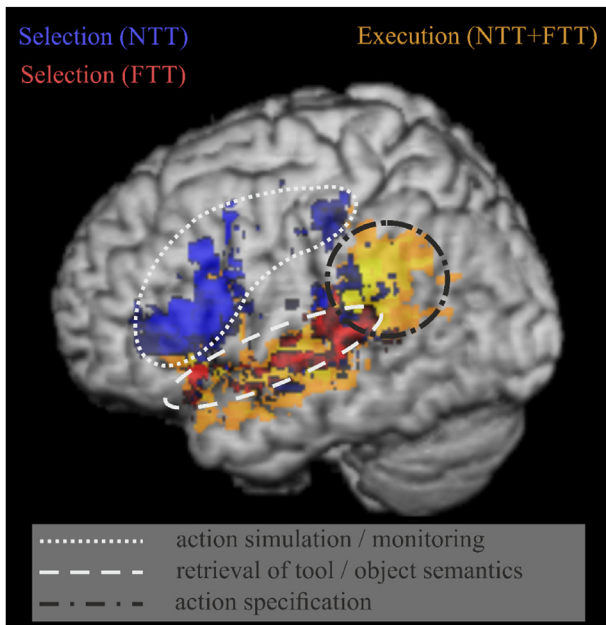 Selection (NTT)
Execution (NTT+FTT)
Selection (FTT)
action simulation / monitoring
retrieval of tool / object semantics
action specification